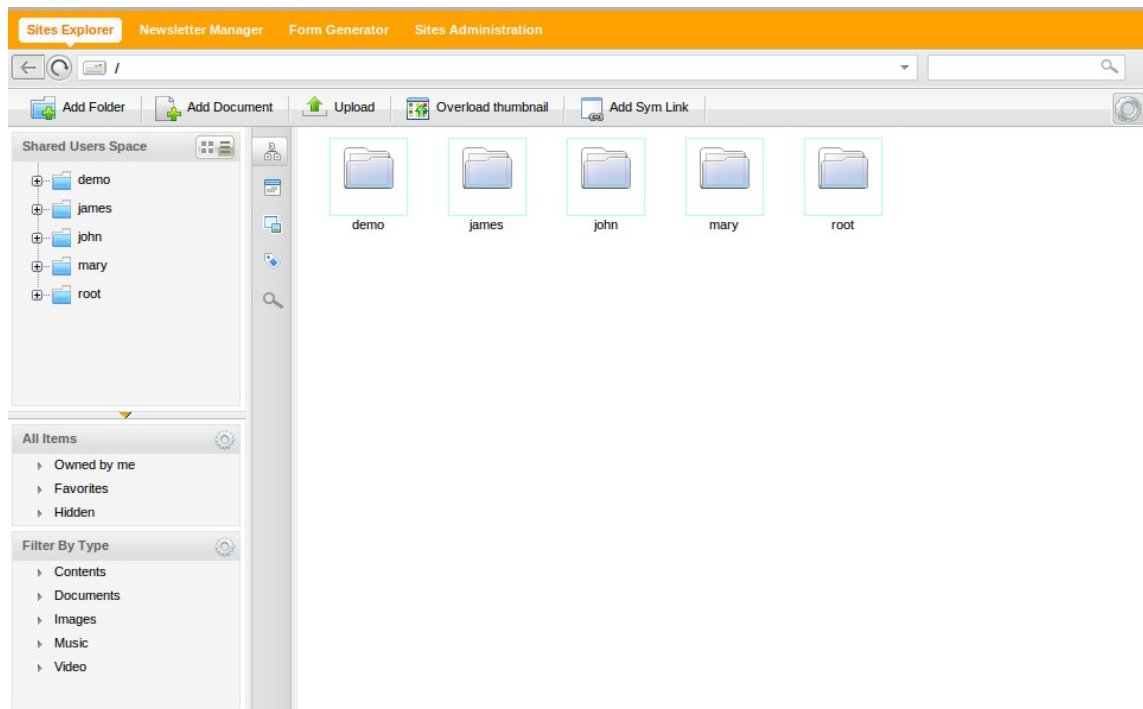 Sites Explorer Newsletter Manager Form Generator Sites Administration
/
Add Folder Add Document Upload Overload thumbnail Add Sym Link
Shared Users Space
demo
james
john
mary
root
demo james john mary root
All Items
Owned by me
Favorites
Hidden
Filter By Type
Contents
Documents
Images
Music
Video